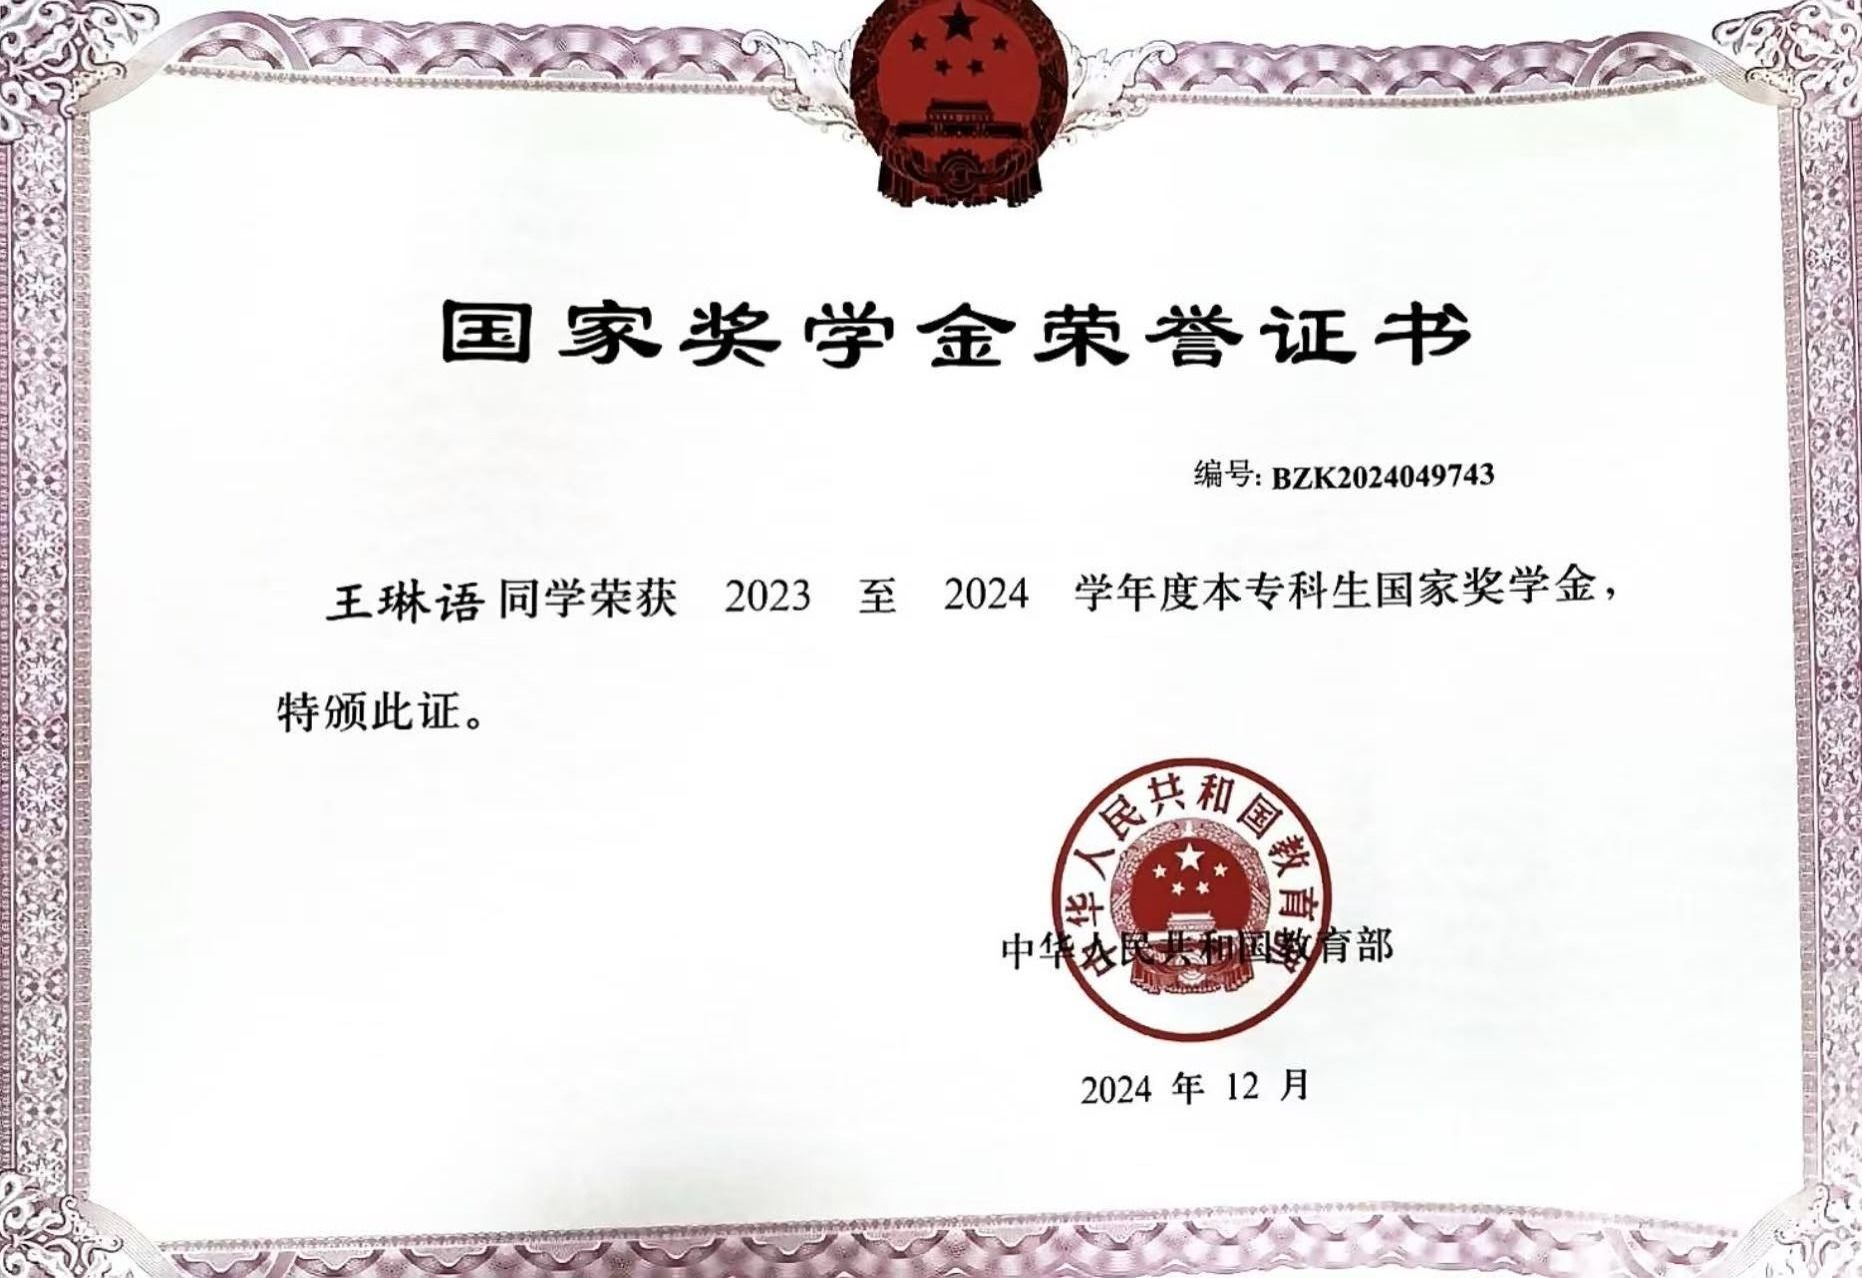 国家奖学金荣誉证书
编号: BZK2024049743
王琳语同学荣获 2023 至 2024 学年度本专科生国家奖学金，
特颁此证。
中华人民共和国教育部
中华人民共和国教育部
2024 年 12 月